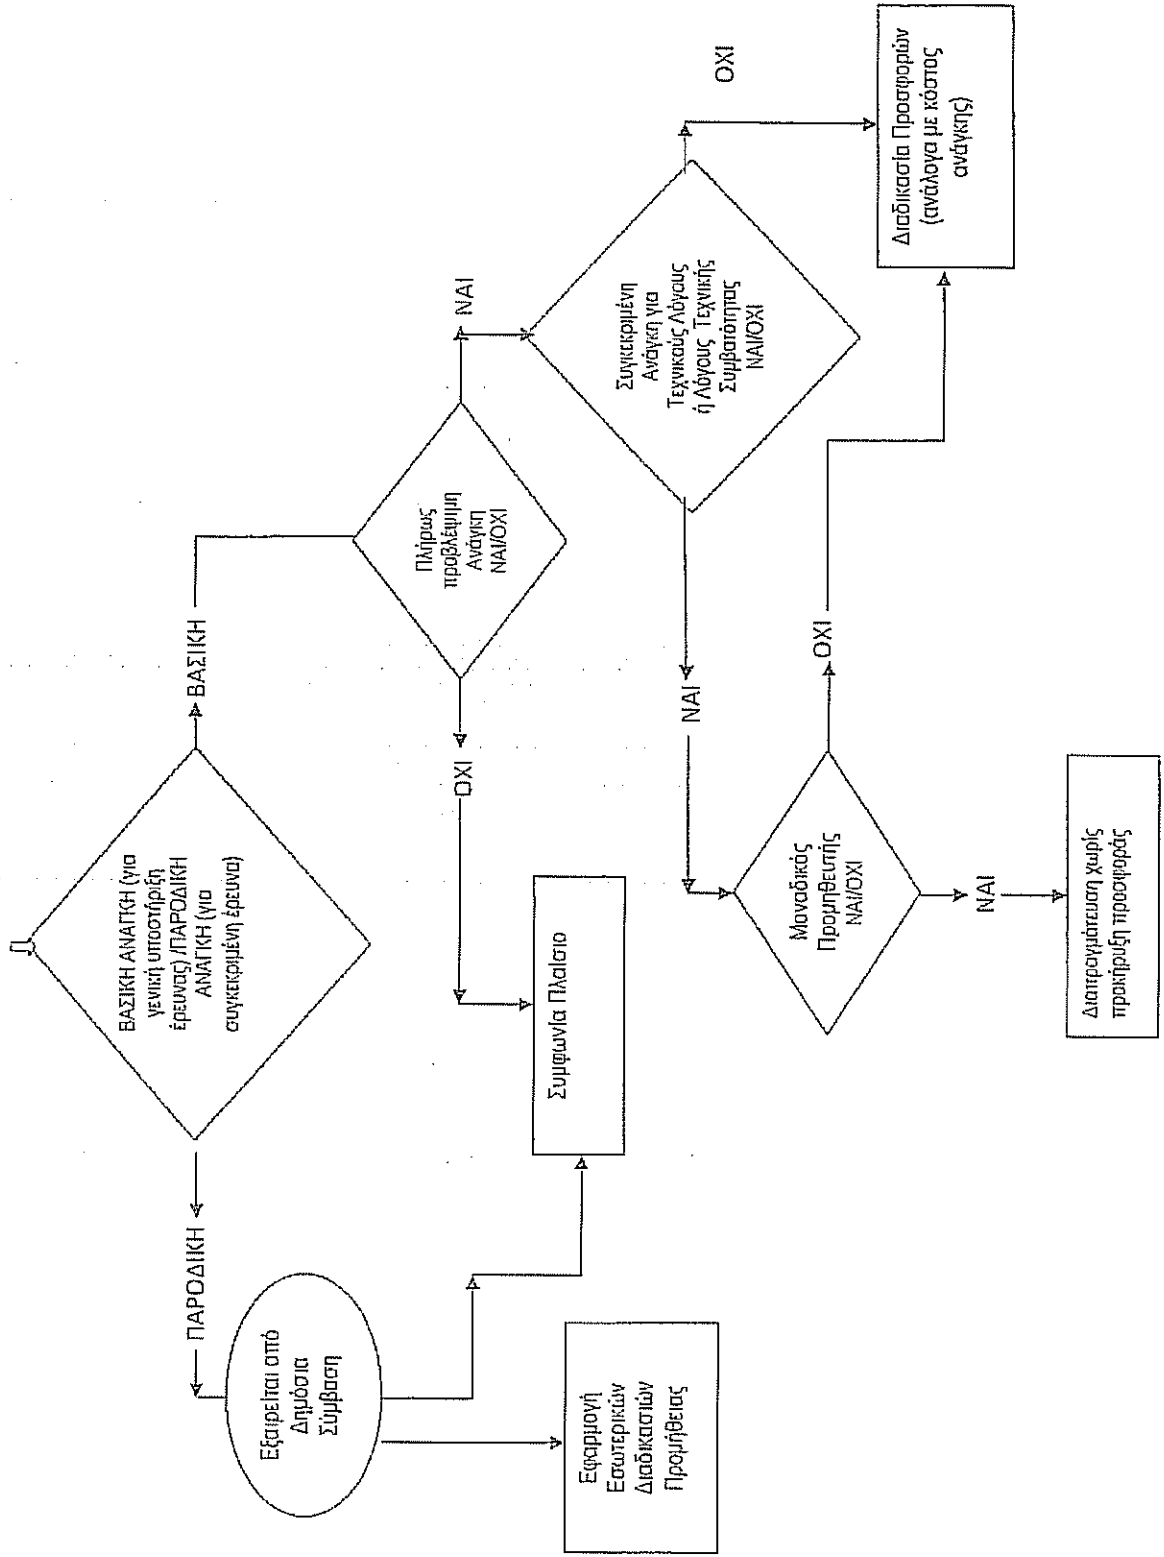 ΒΑΣΙΚΗ ΑΝΑΓΚΗ (για
γενική υποστήριξη
έρευνας) /ΠΑΡΟΔΙΚΗ
ΑΝΑΓΚΗ (για
συγκεκριμένη έρευνα)
ΠΑΡΟΔΙΚΗ
ΒΑΣΙΚΗ
Εξαιρείται από
Δημόσια
Σύμβαση
Πλήρως
προβλέψιμη
Ανάγκη
ΝΑΙ/ΟΧΙ
ΟΧΙ
ΝΑΙ
Εφαρμογή
Εσωτερικών
Διαδικασιών
Προμήθειας
Συμφωνία Πλαίσιο
Συγκεκριμένη
Ανάγκη για
Τεχνικούς Λόγους
ή Λόγους Τεχνικής
Συμβατότητας
ΝΑΙ/ΟΧΙ
ΝΑΙ
ΟΧΙ
Μοναδικός
Προμηθευτής
ΝΑΙ/ΟΧΙ
ΟΧΙ
Διαδικασία Προσφορών
(ανάλογα με κόστος
ανάγκης)
ΝΑΙ
Διαπραγμάτευση χωρίς
προκήρυξη προσφοράς